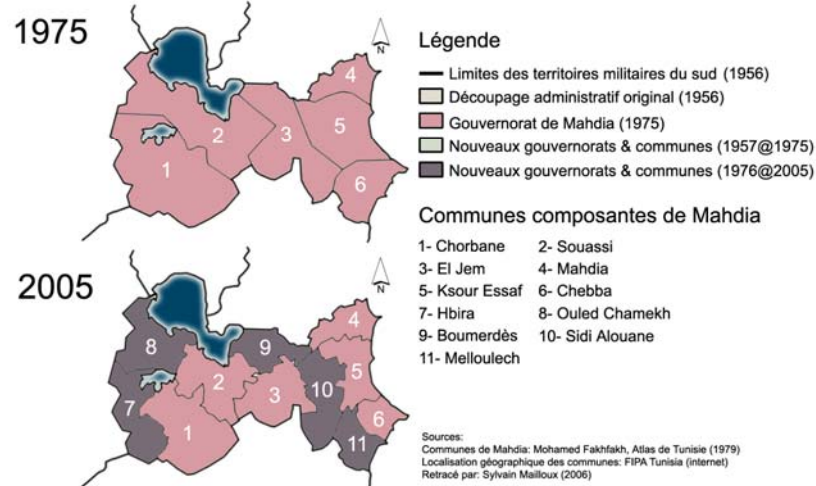 1975
N
1
2
3
4
5
6
2005
N
1
2
3
4
5
6
7
8
9
10
11
Légende
Limites des territoires militaires du sud (1956)
Découpage administratif original (1956)
Gouvernorat de Mahdia (1975)
Nouveaux gouvernorats & communes (1957@1975)
Nouveaux gouvernorats & communes (1976@2005)
Communes composantes de Mahdia
1- Chorbane 2- Souassi
3- El Jem 4- Mahdia
5- Ksour Essaf 6- Chebba
7- Hbira 8- Ouled Chamekh
9- Boumerdès 10- Sidi Alouane
11- Melloulech
Sources:
Communes de Mahdia: Mohamed Fakhfakh, Atlas de Tunisie (1979)
Localisation géographique des communes: FIPA Tunisia (internet)
Retracé par: Sylvain Mailloux (2006)